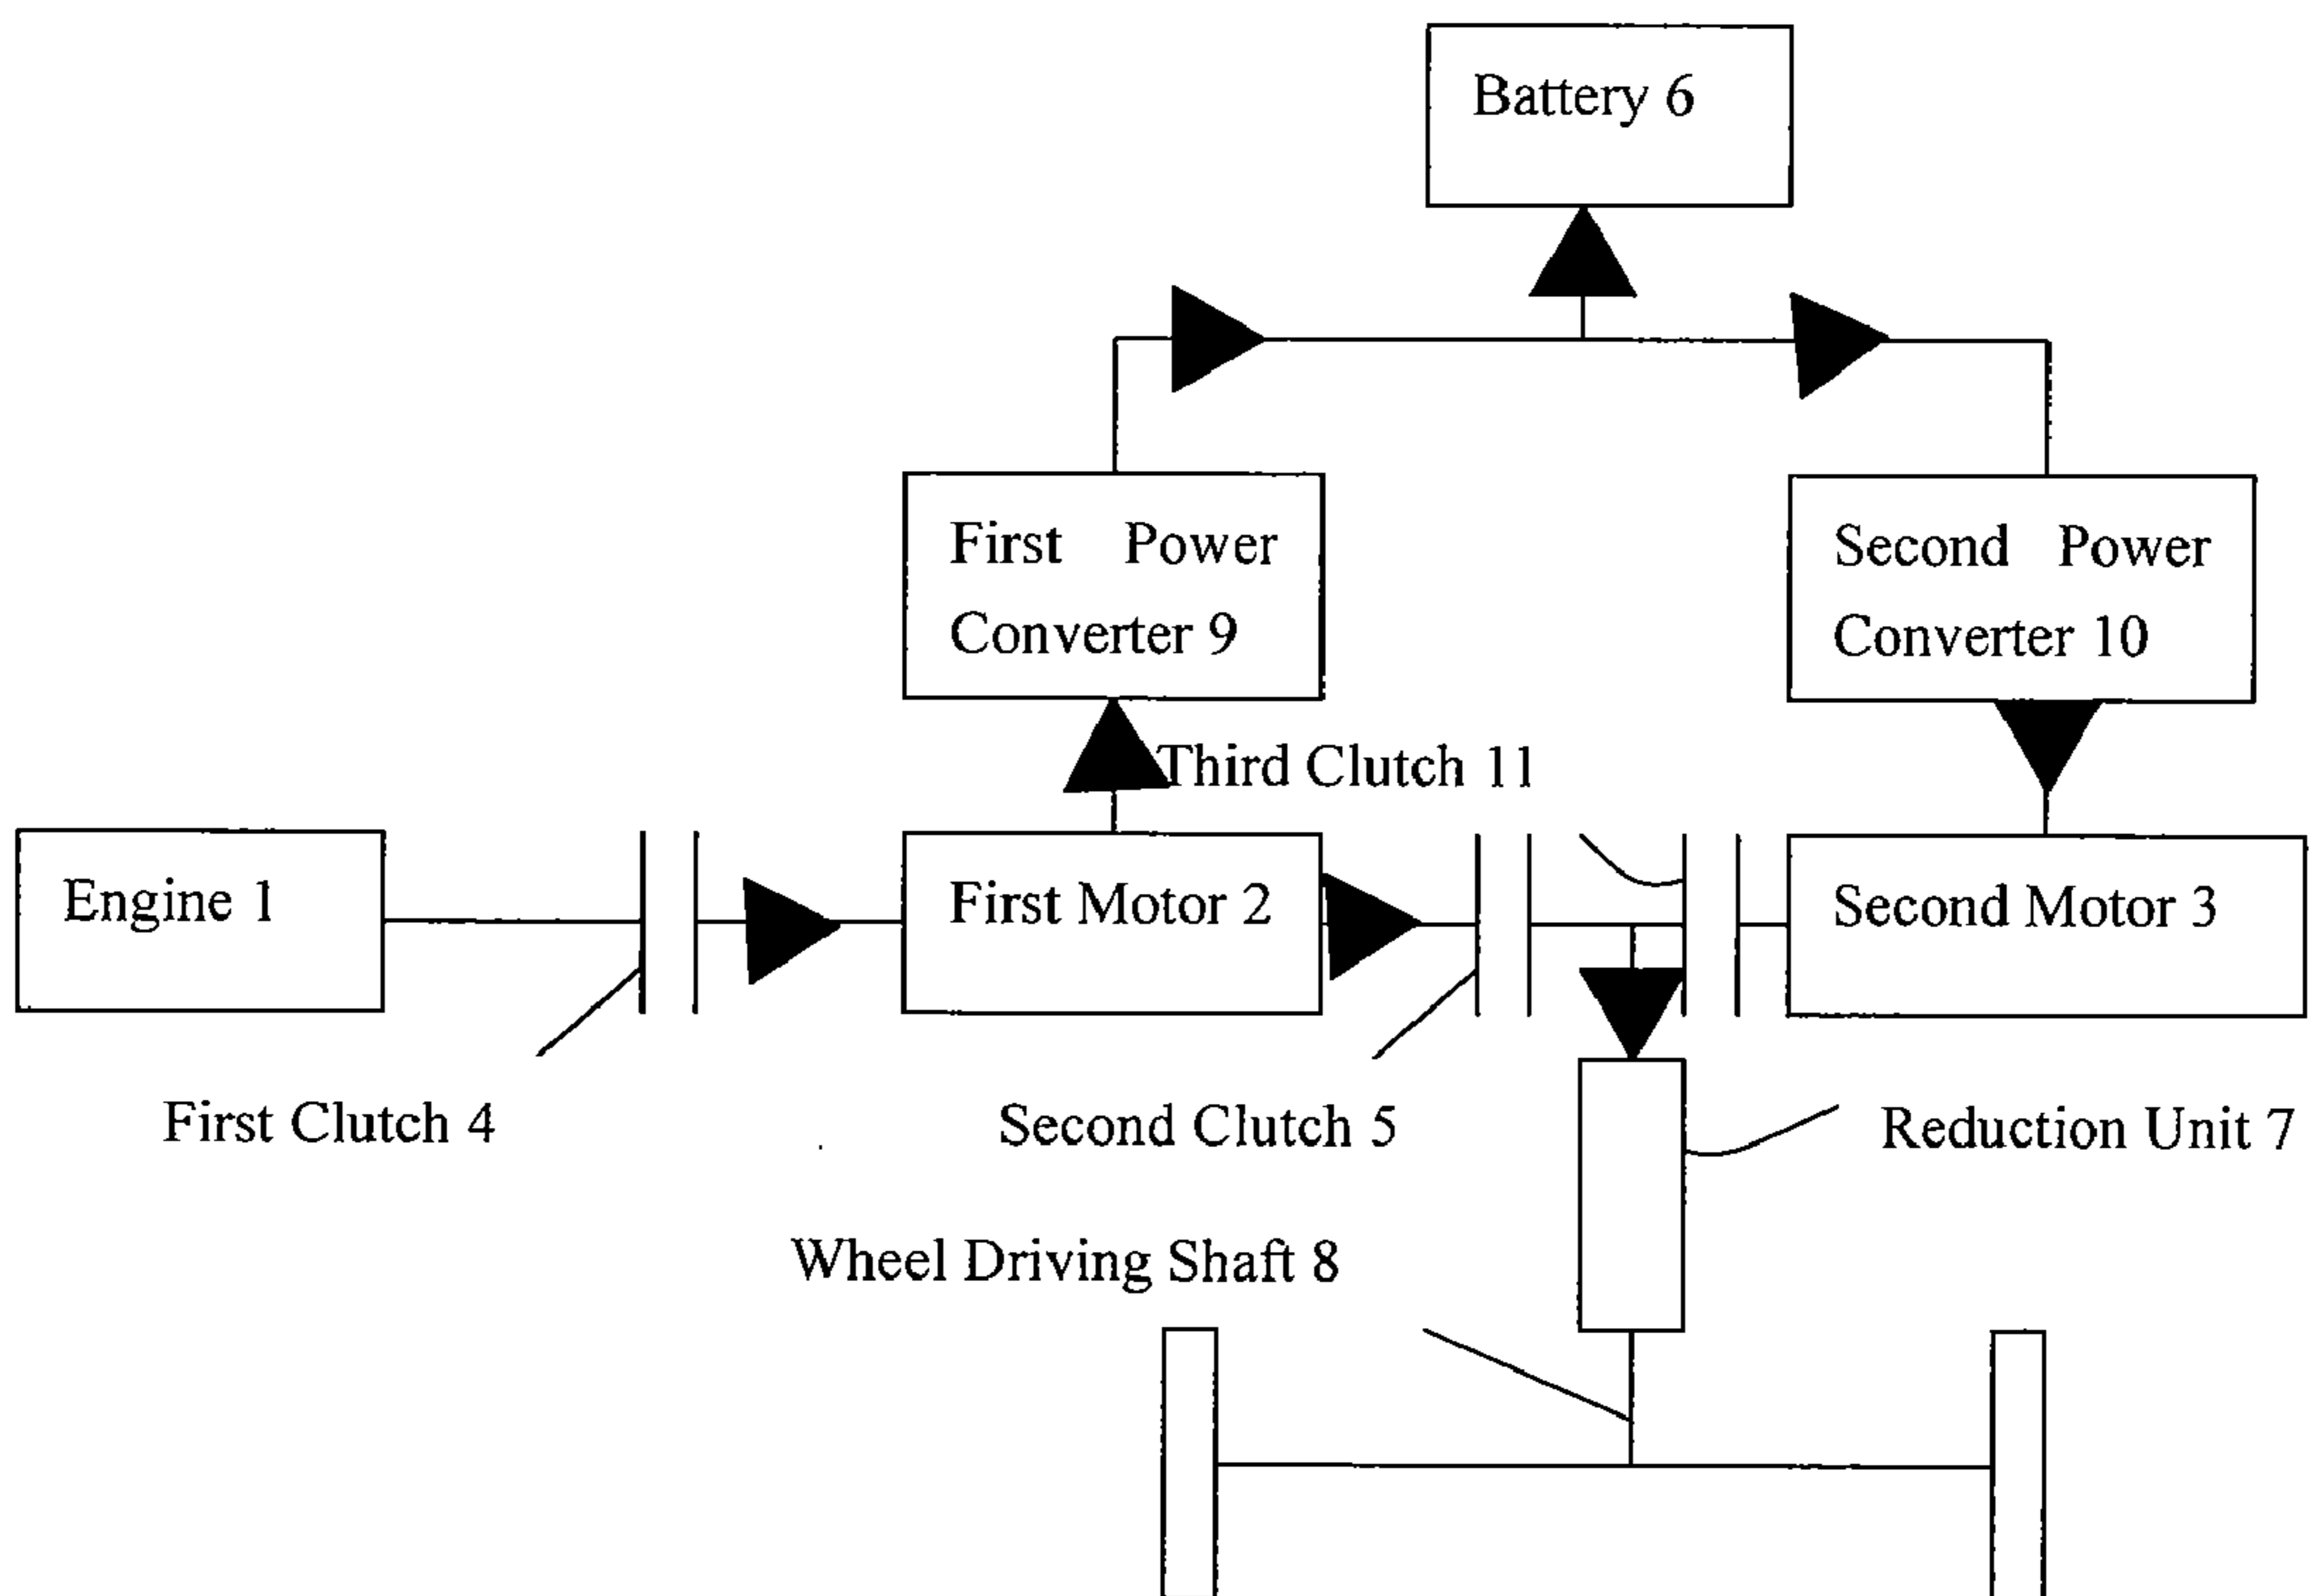 Battery 6
First Power
Converter 9
Second Power
Converter 10
Third Clutch 11
Engine 1
First Motor 2
Second Motor 3
First Clutch 4
Second Clutch 5
Reduction Unit 7
Wheel Driving Shaft 8